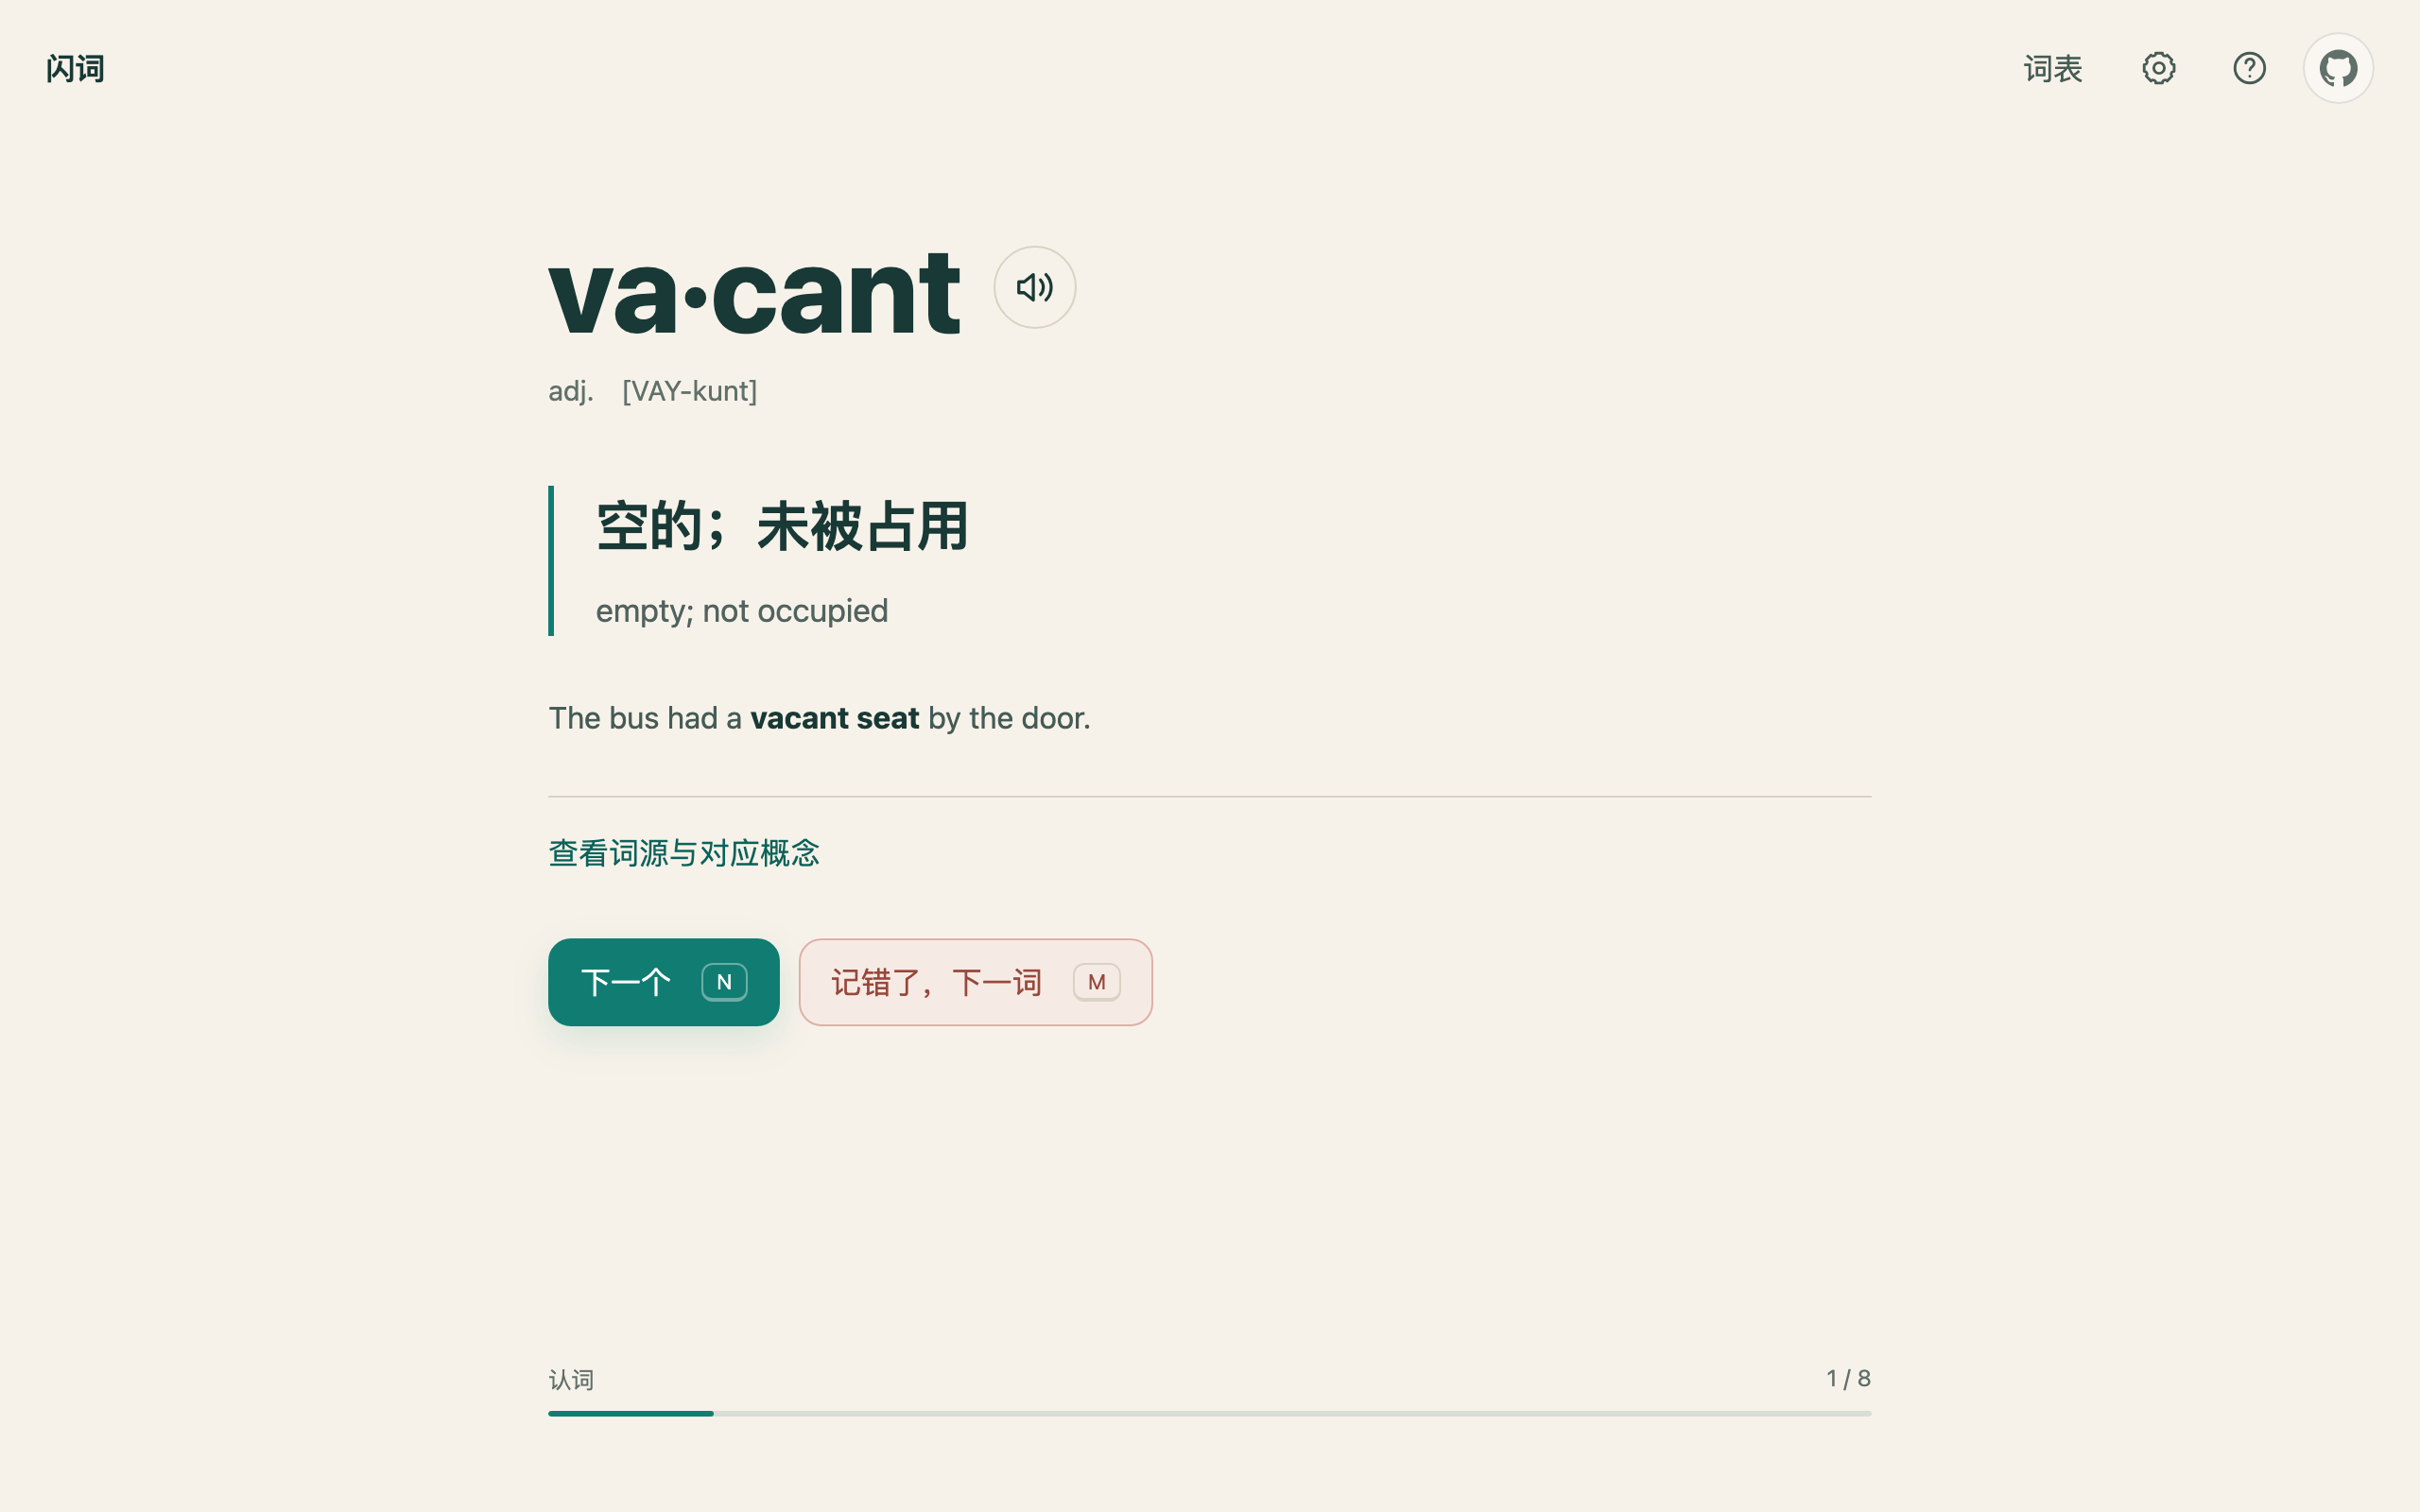 闪词
词表
va·cant
adj. [VAY-kunt]
空的；未被占用
empty; not occupied
The bus had a vacant seat by the door.
查看词源与对应概念
下一个 N
记错了，下一词 M
认词
1 / 8